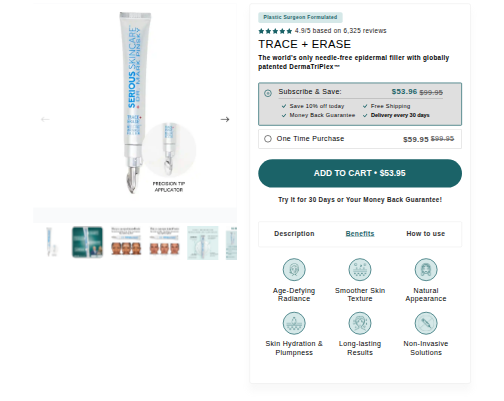 SERIOUS SKINCARE
PRECISION TIP
APPLICATOR
Plastic Surgeon Formulated
4.9/5 based on 6,325 reviews
TRACE + ERASE
The world's only needle-free epidermal filler with globally
patented DermaTriPlex™
Subscribe & Save:
$53.96 $99.95
Save 10% off today
Free Shipping
Money Back Guarantee
Delivery every 30 days
One Time Purchase
$59.95 $99.95
ADD TO CART • $53.95
Try It for 30 Days or Your Money Back Guarantee!
Description
Benefits
How to use
Age-Defying
Radiance
Smoother Skin
Texture
Natural
Appearance
Skin Hydration &
Plumpness
Long-lasting
Results
Non-Invasive
Solutions